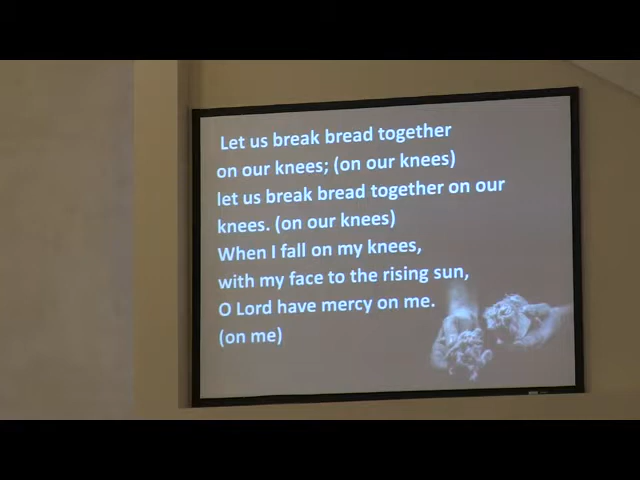 Let us break bread together
on our knees; (on our knees)
let us break bread together on our
knees. (on our knees)
When I fall on my knees,
with my face to the rising sun,
O Lord have mercy on me.
(on me)